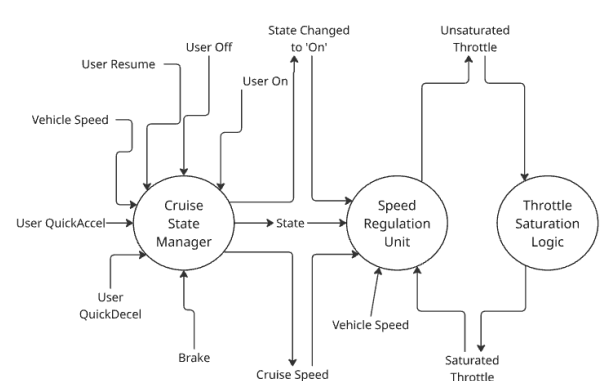 State Changed
to 'On'
Unsaturated
Throttle
User Off
User Resume
User On
Vehicle Speed
Cruise
State
Manager
Speed
Regulation
Unit
Throttle
Saturation
Logic
User QuickAccel
State
User
QuickDecel
Vehicle Speed
Brake
Cruise Speed
Saturated
Throttle